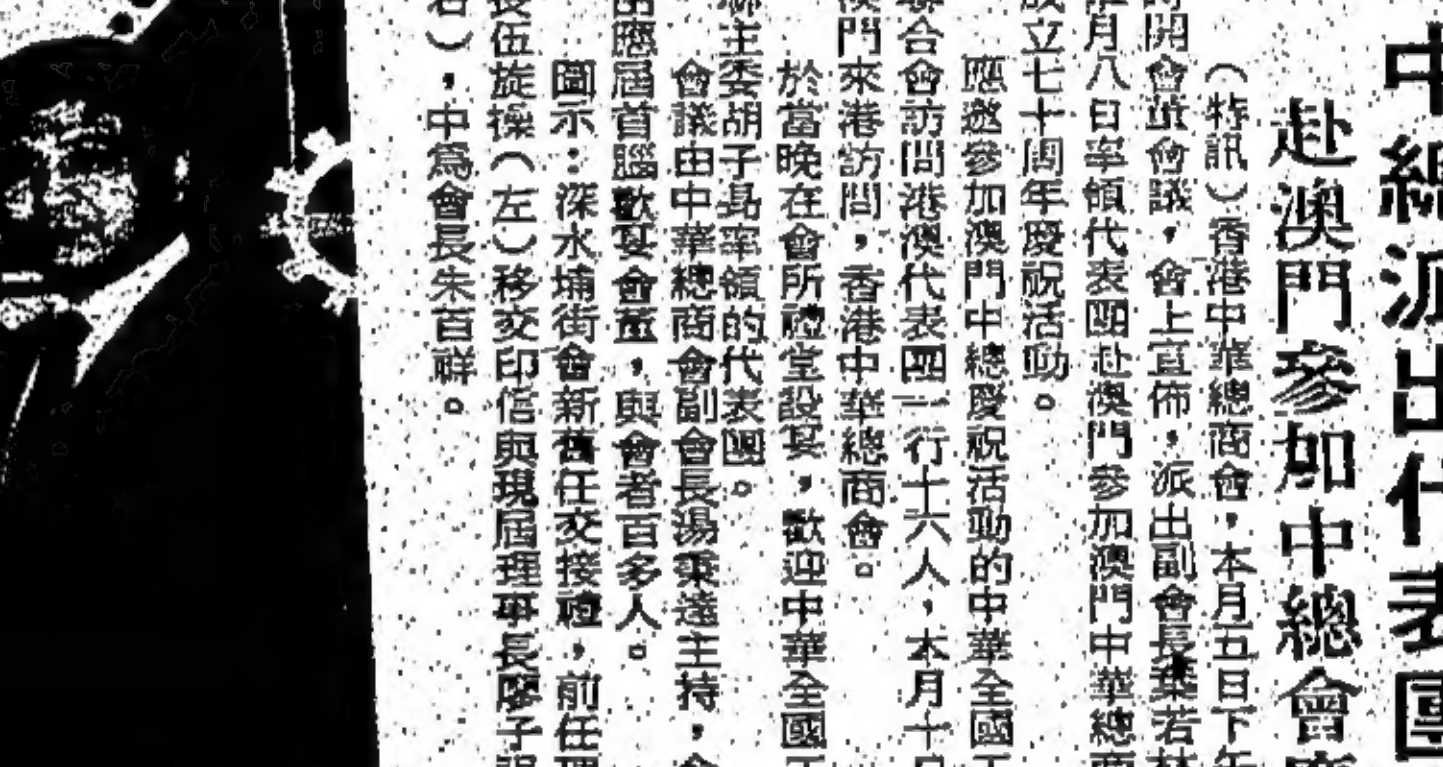 中總派出代表團
赴澳門參加中總會慶
（特訊）香港中華總商會，本月五日下午
時開會董會議，會上宣佈，派出副會長葉若林
月八日率領代表團赴澳門參加澳門中華總商
成立七十周年慶祝活動。
應邀參加澳門中總慶祝活動的中華全國工
聯合會訪問港澳代表團一行十六人，本月十日
澳門來港訪問，香港中華總商會。
於當晚在會所禮堂設宴，歡迎中華全國工
聯主委胡子昂率領的代表團。
會議由中華總商會副會長湯秉達主持，會
由應屆首腦歡宴會董，與會者百多人。
圖示：深水埔街會新舊任交接禮，前任理
長伍旋操（左）移交印信與現屆理事長廖子
右），中爲會長朱百祥。